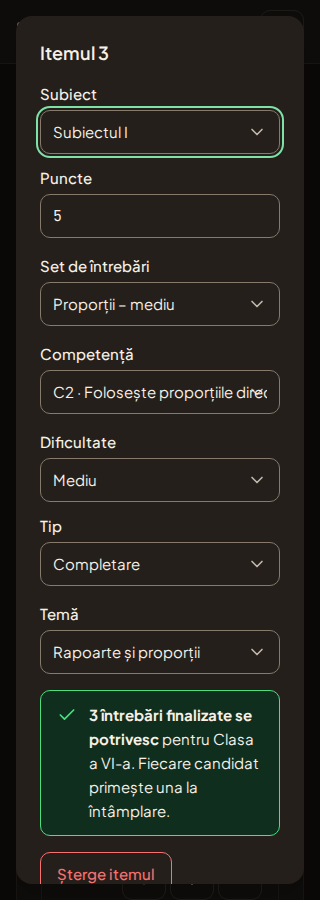 Itemul 3
Subiect
Subiectul I
Puncte
5
Set de întrebări
Proporții – mediu
Competență
C2 · Folosește proporțiile direc
Dificultate
Mediu
Tip
Completare
Temă
Rapoarte și proporții
3 întrebări finalizate se
potrivesc pentru Clasa
a VI-a. Fiecare candidat
primește una la
întâmplare.
Șterge itemul